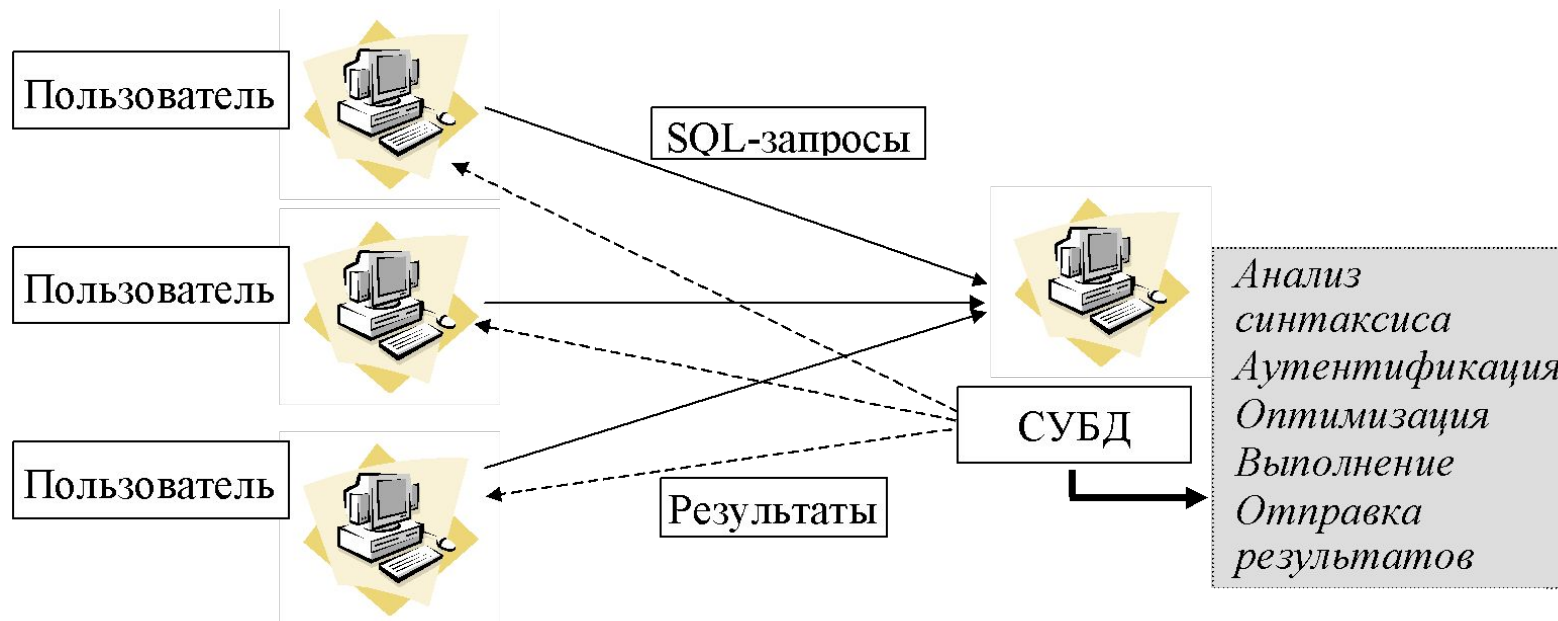 Пользователь
SQL-запросы
Пользователь
Пользователь
СУБД
Результаты
Анализ
синтаксиса
Аутентификация
Оптимизация
Выполнение
Отправка
результатов